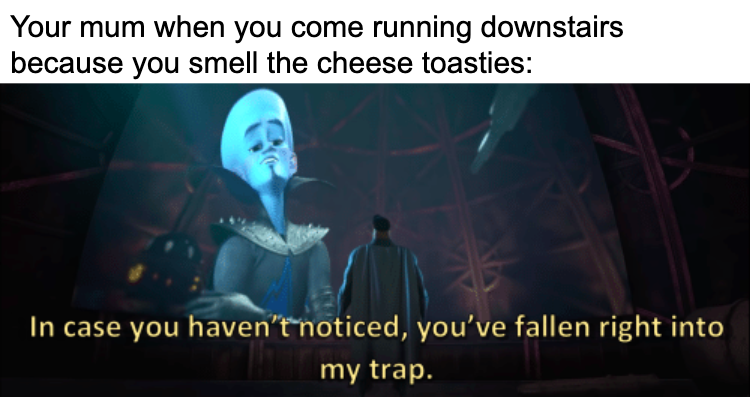 Your mum when you come running downstairs
because you smell the cheese toasties:
In case you haven't noticed, you've fallen right into
my trap.